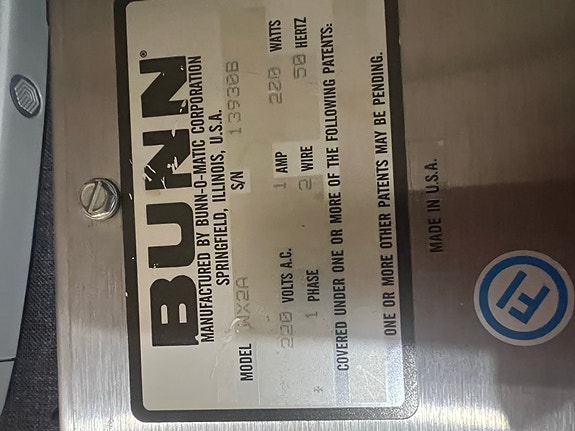 BUNN®
MANUFACTURED BY BUNN-O-MATIC CORPORATION
SPRINGFIELD, ILLINOIS, U.S.A.
MODEL WX2A S/N 13930B
220 VOLTS A.C. 1 AMP 220 WATTS
1 PHASE 2 WIRE 50 HERTZ
COVERED UNDER ONE OR MORE OF THE FOLLOWING PATENTS:
ONE OR MORE OTHER PATENTS MAY BE PENDING.
MADE IN U.S.A.